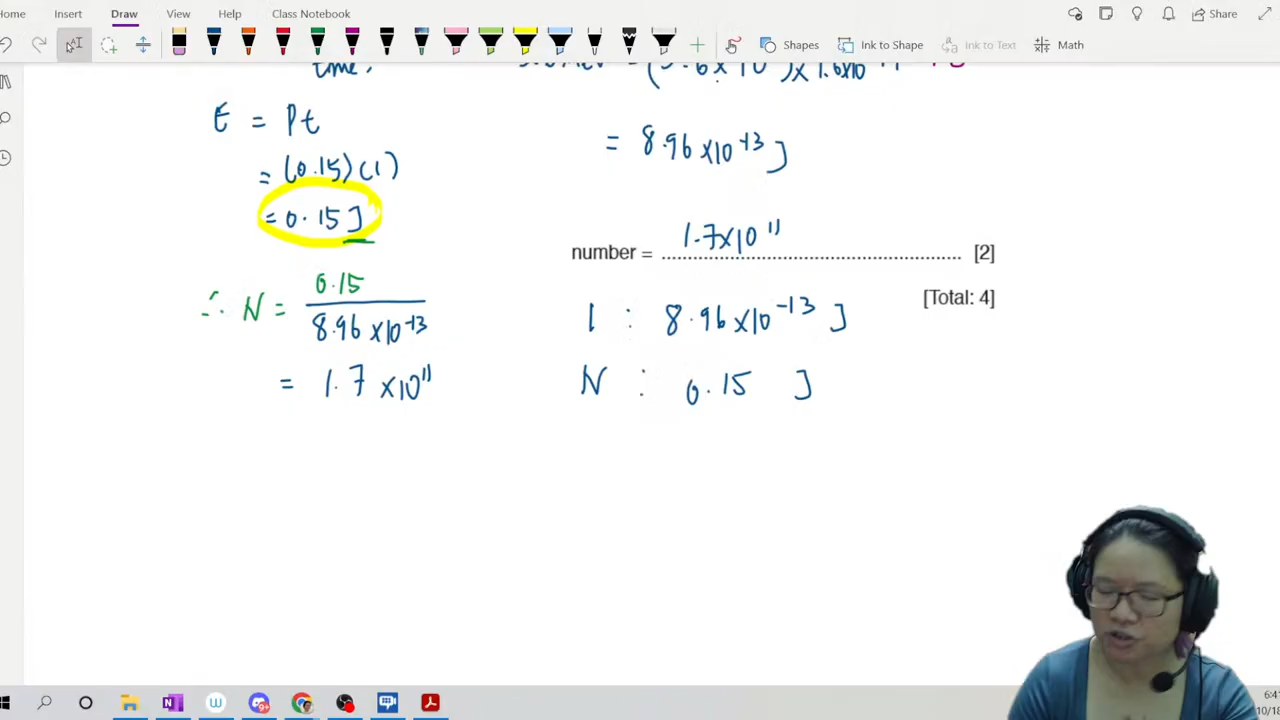 Home Insert Draw View Help Class Notebook Share
Shapes Ink to Shape Ink to Text Math
time.
E = Pt
= (0.15)(1)
= 0.15 J
∴ N = 0.15 / 8.96 x10⁻¹³
= 1.7 x10¹¹
= 8.96 x10⁻¹³ J
1.7x10¹¹
number = ............................................................ [2]
[Total: 4]
1 : 8.96 x10⁻¹³ J
N : 0.15 J